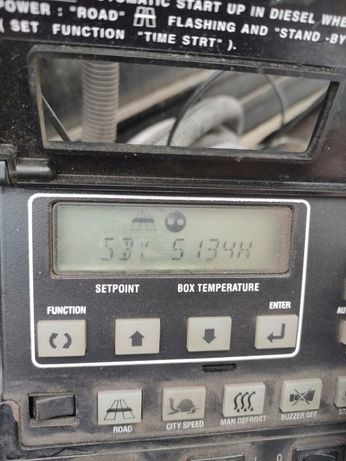 AUTOMATIC START UP IN DIESEL WHE
POWER : "ROAD" FLASHING AND "STAND -BY
( SET FUNCTION "TIME STRT" ).
SBY 5134H
SETPOINT BOX TEMPERATURE
FUNCTION ENTER
ROAD CITY SPEED MAN DEFROST BUZZER OFF